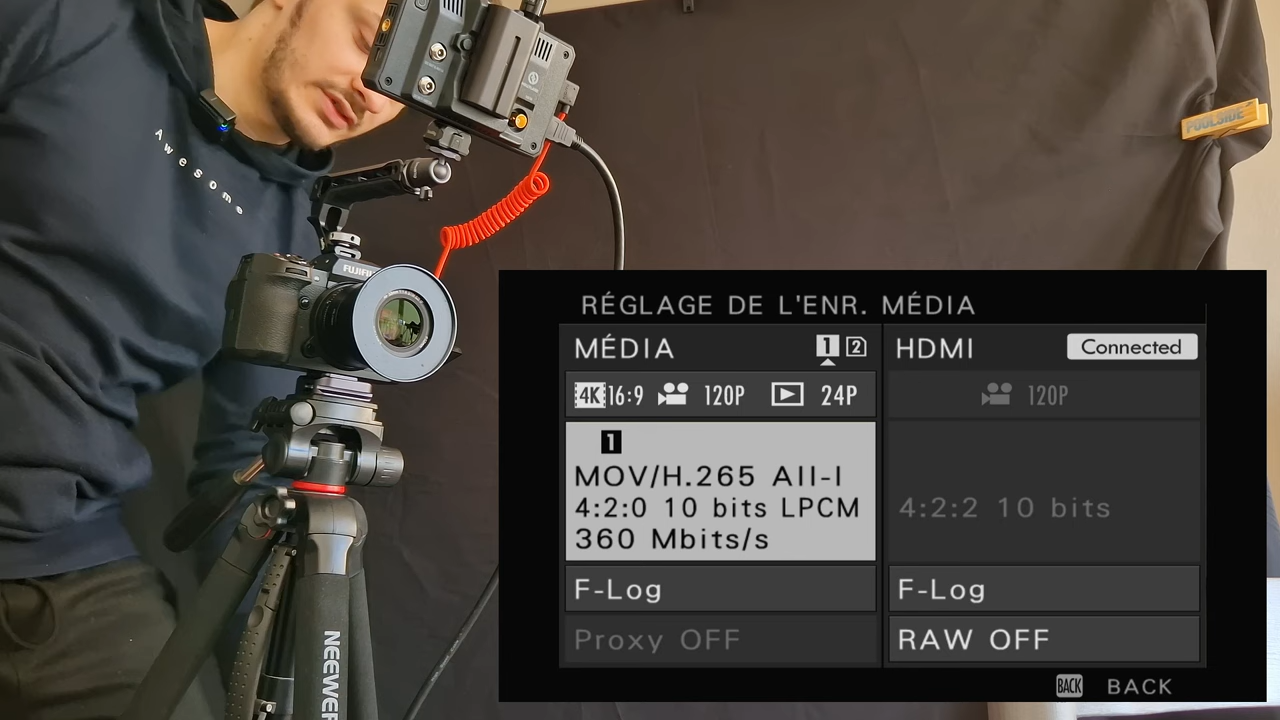 Awesome
POOLSIDE
FUJIFI
NEEWER
RÉGLAGE DE L'ENR. MÉDIA
MÉDIA 1 2
HDMI Connected
4K 16:9 120P 24P
120P
1
MOV/H.265 All-I
4:2:0 10 bits LPCM
360 Mbits/s
4:2:2 10 bits
F-Log
F-Log
Proxy OFF
RAW OFF
BACK BACK